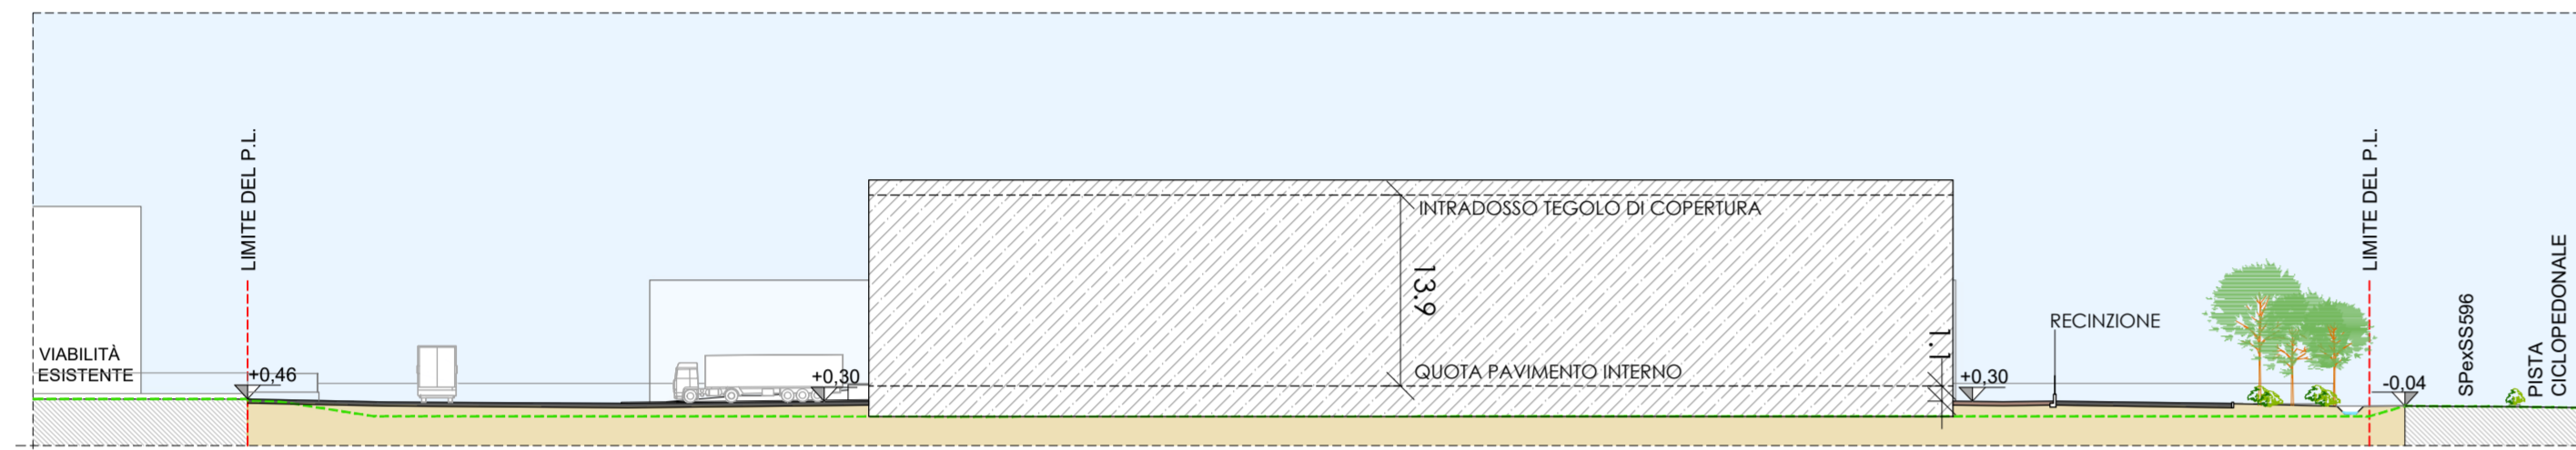 VIABILITÀ
ESISTENTE
LIMITE DEL P.L.
+0,46
+0,30
INTRADOSSO TEGOLO DI COPERTURA
13.9
QUOTA PAVIMENTO INTERNO
1.1
+0,30
RECINZIONE
LIMITE DEL P.L.
-0,04
SPexSS596
PISTA
CICLOPEDONALE